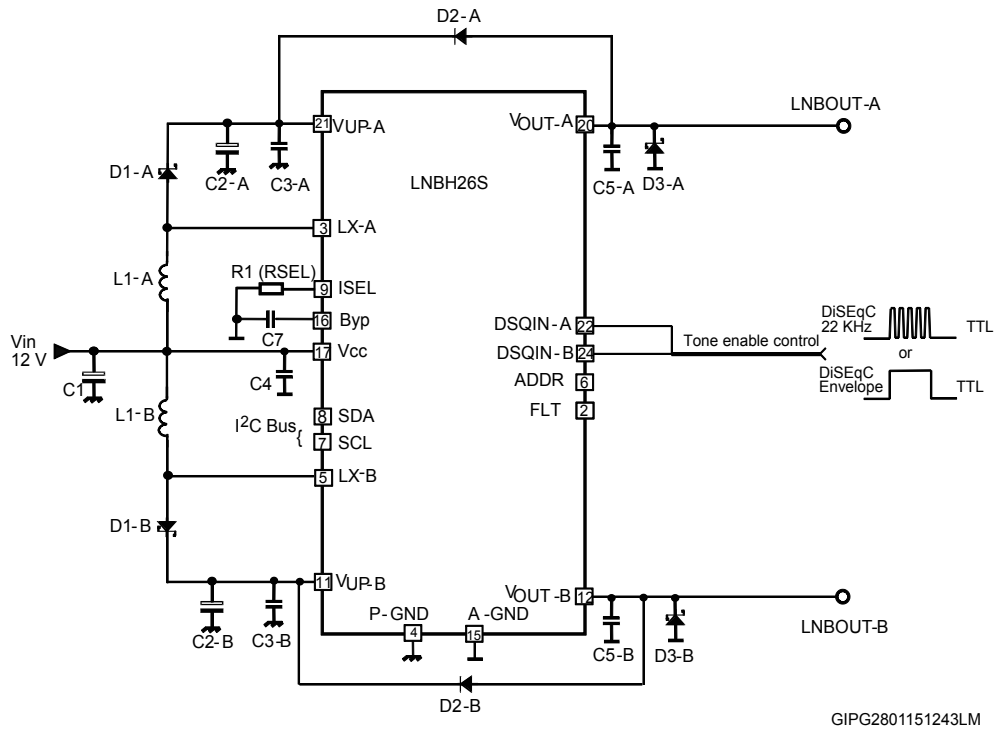 D2-A
LNBOUT-A
21 VUP-A
VOUT-A 20
D1-A
C2-A
C3-A
LNBH26S
C5-A
D3-A
3 LX-A
L1-A
R1 (RSEL)
9 ISEL
16 Byp
C7
DSQIN-A 22
DSQIN-B 24
Tone enable control
DiSEqC
22 KHz
TTL
or
DiSEqC
Envelope
TTL
Vin
12 V
17 Vcc
C1
C4
ADDR
6
FLT 2
L1-B
I2C Bus {
8 SDA
7 SCL
5 LX-B
D1-B
11 VUP-B
VOUT -B 12
P-GND
4
A -GND
15
C2-B
C3-B
C5-B
D3-B
LNBOUT-B
D2-B
GIPG2801151243LM